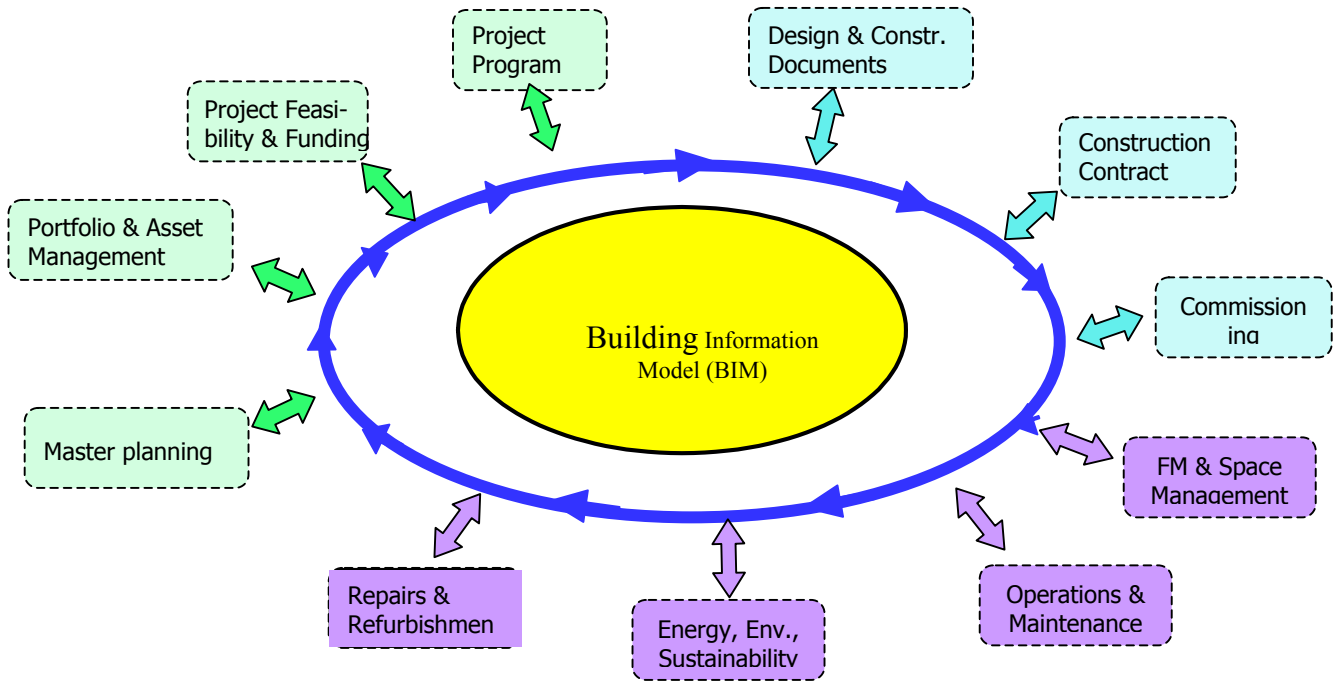 Project
Program
Design & Constr.
Documents
Project Feasi-
bility & Funding
Construction
Contract
Portfolio & Asset
Management
Commission
ing
Building Information
Model (BIM)
Master planning
FM & Space
Management
Repairs &
Refurbishmen
Energy, Env.,
Sustainability
Operations &
Maintenance